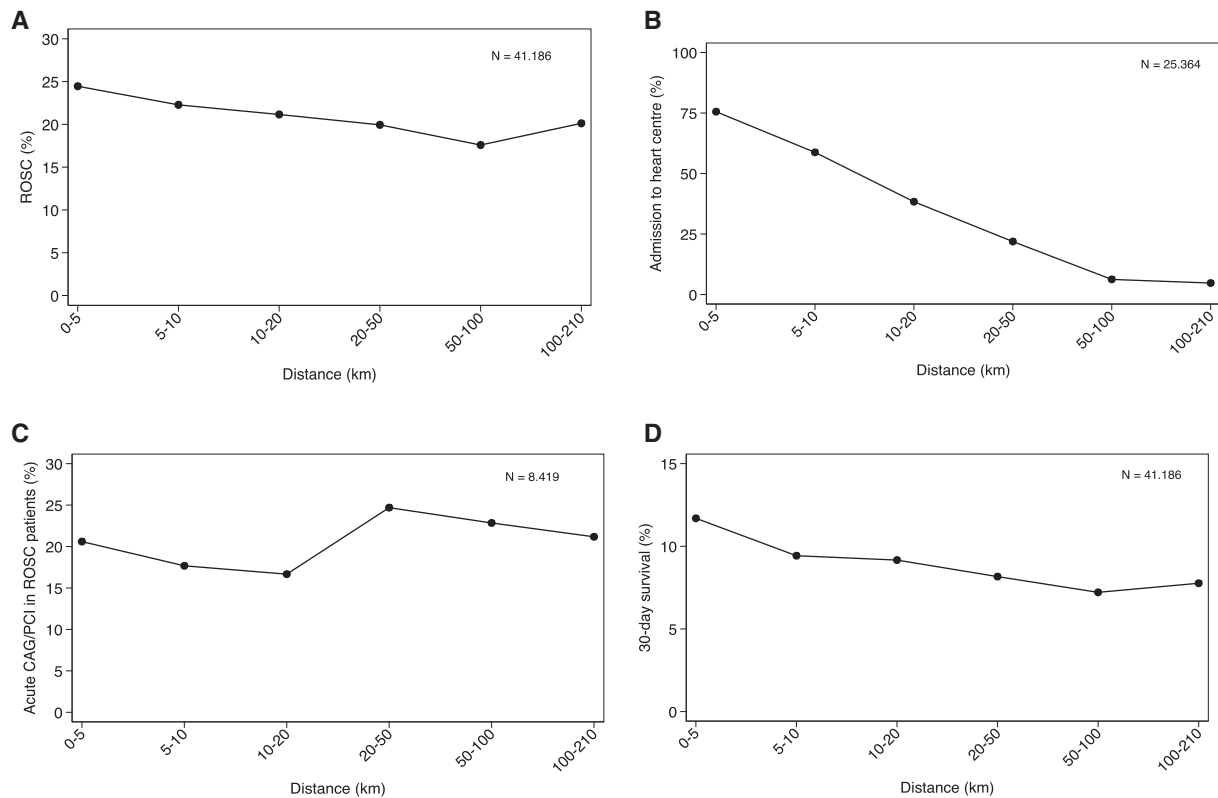 A
N = 41.186
ROSC (%)
30
25
20
15
10
5
0
0-5
5-10
10-20
20-50
50-100
100-210
Distance (km)
B
N = 25.364
Admission to heart centre (%)
100
75
50
25
0
0-5
5-10
10-20
20-50
50-100
100-210
Distance (km)
C
N = 8.419
Acute CAG/PCI in ROSC patients (%)
30
25
20
15
10
5
0
0-5
5-10
10-20
20-50
50-100
100-210
Distance (km)
D
N = 41.186
30-day survival (%)
15
10
5
0
0-5
5-10
10-20
20-50
50-100
100-210
Distance (km)